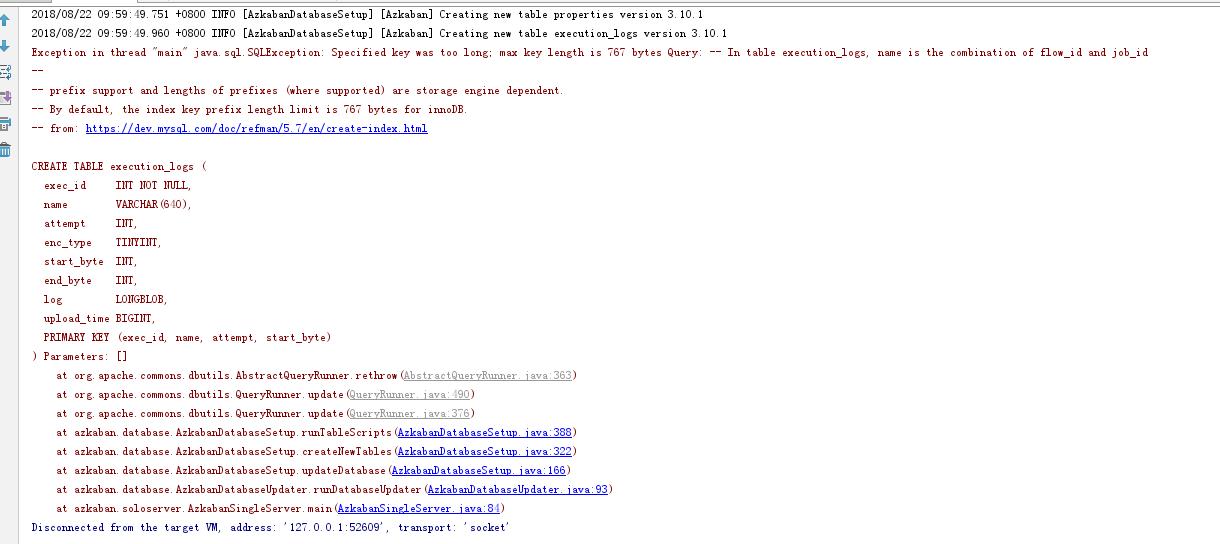 2018/08/22 09:59:49.751 +0800 INFO [AzkabanDatabaseSetup] [Azkaban] Creating new table properties version 3.10.1
2018/08/22 09:59:49.960 +0800 INFO [AzkabanDatabaseSetup] [Azkaban] Creating new table execution_logs version 3.10.1
Exception in thread "main" java.sql.SQLException: Specified key was too long; max key length is 767 bytes Query: -- In table execution_logs, name is the combination of flow_id and job_id
--
-- prefix support and lengths of prefixes (where supported) are storage engine dependent.
-- By default, the index key prefix length limit is 767 bytes for innoDB.
-- from: https://dev.mysql.com/doc/refman/5.7/en/create-index.html
CREATE TABLE execution_logs (
exec_id INT NOT NULL,
name VARCHAR(640),
attempt INT,
enc_type TINYINT,
start_byte INT,
end_byte INT,
log LONGBLOB,
upload_time BIGINT,
PRIMARY KEY (exec_id, name, attempt, start_byte)
) Parameters: []
at org.apache.commons.dbutils.AbstractQueryRunner.rethrow(AbstractQueryRunner.java:363)
at org.apache.commons.dbutils.QueryRunner.update(QueryRunner.java:490)
at org.apache.commons.dbutils.QueryRunner.update(QueryRunner.java:376)
at azkaban.database.AzkabanDatabaseSetup.runTableScripts(AzkabanDatabaseSetup.java:388)
at azkaban.database.AzkabanDatabaseSetup.createNewTables(AzkabanDatabaseSetup.java:322)
at azkaban.database.AzkabanDatabaseSetup.updateDatabase(AzkabanDatabaseSetup.java:166)
at azkaban.database.AzkabanDatabaseUpdater.runDatabaseUpdater(AzkabanDatabaseUpdater.java:93)
at azkaban.soloserver.AzkabanSingleServer.main(AzkabanSingleServer.java:84)
Disconnected from the target VM, address: '127.0.0.1:52609', transport: 'socket'